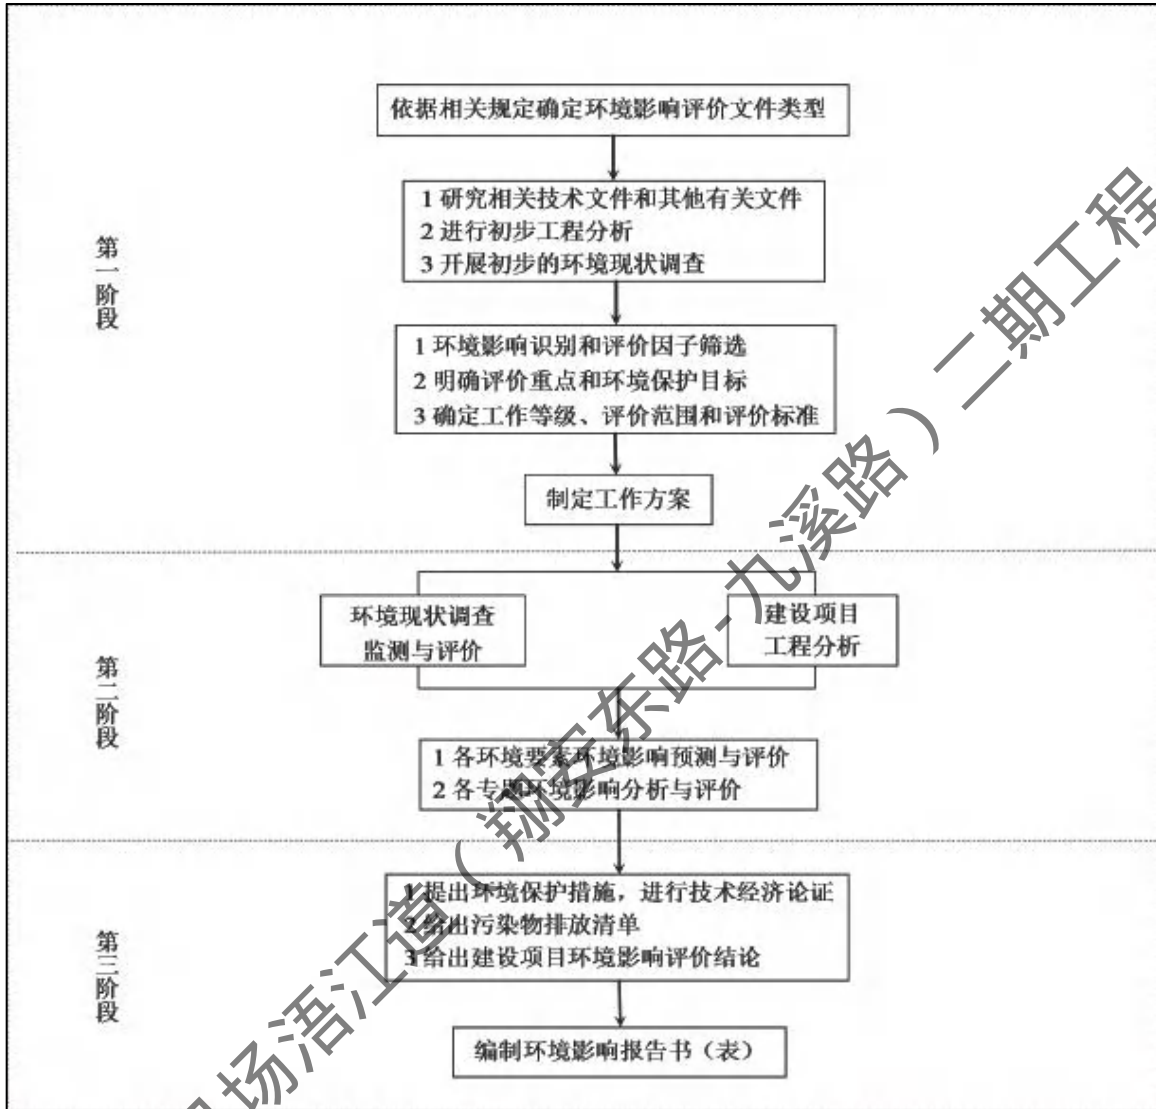 依据相关规定确定环境影响评价文件类型
1 研究相关技术文件和其他有关文件
2 进行初步工程分析
3 开展初步的环境现状调查
第一阶段
1 环境影响识别和评价因子筛选
2 明确评价重点和环境保护目标
3 确定工作等级、评价范围和评价标准
制定工作方案
环境现状调查
监测与评价
建设项目
工程分析
第二阶段
1 各环境要素环境影响预测与评价
2 各专题环境影响分析与评价
1 提出环境保护措施，进行技术经济论证
2 给出污染物排放清单
3 给出建设项目环境影响评价结论
第三阶段
编制环境影响报告书（表）
场浯江道（翔安东路-九溪路）二期工程